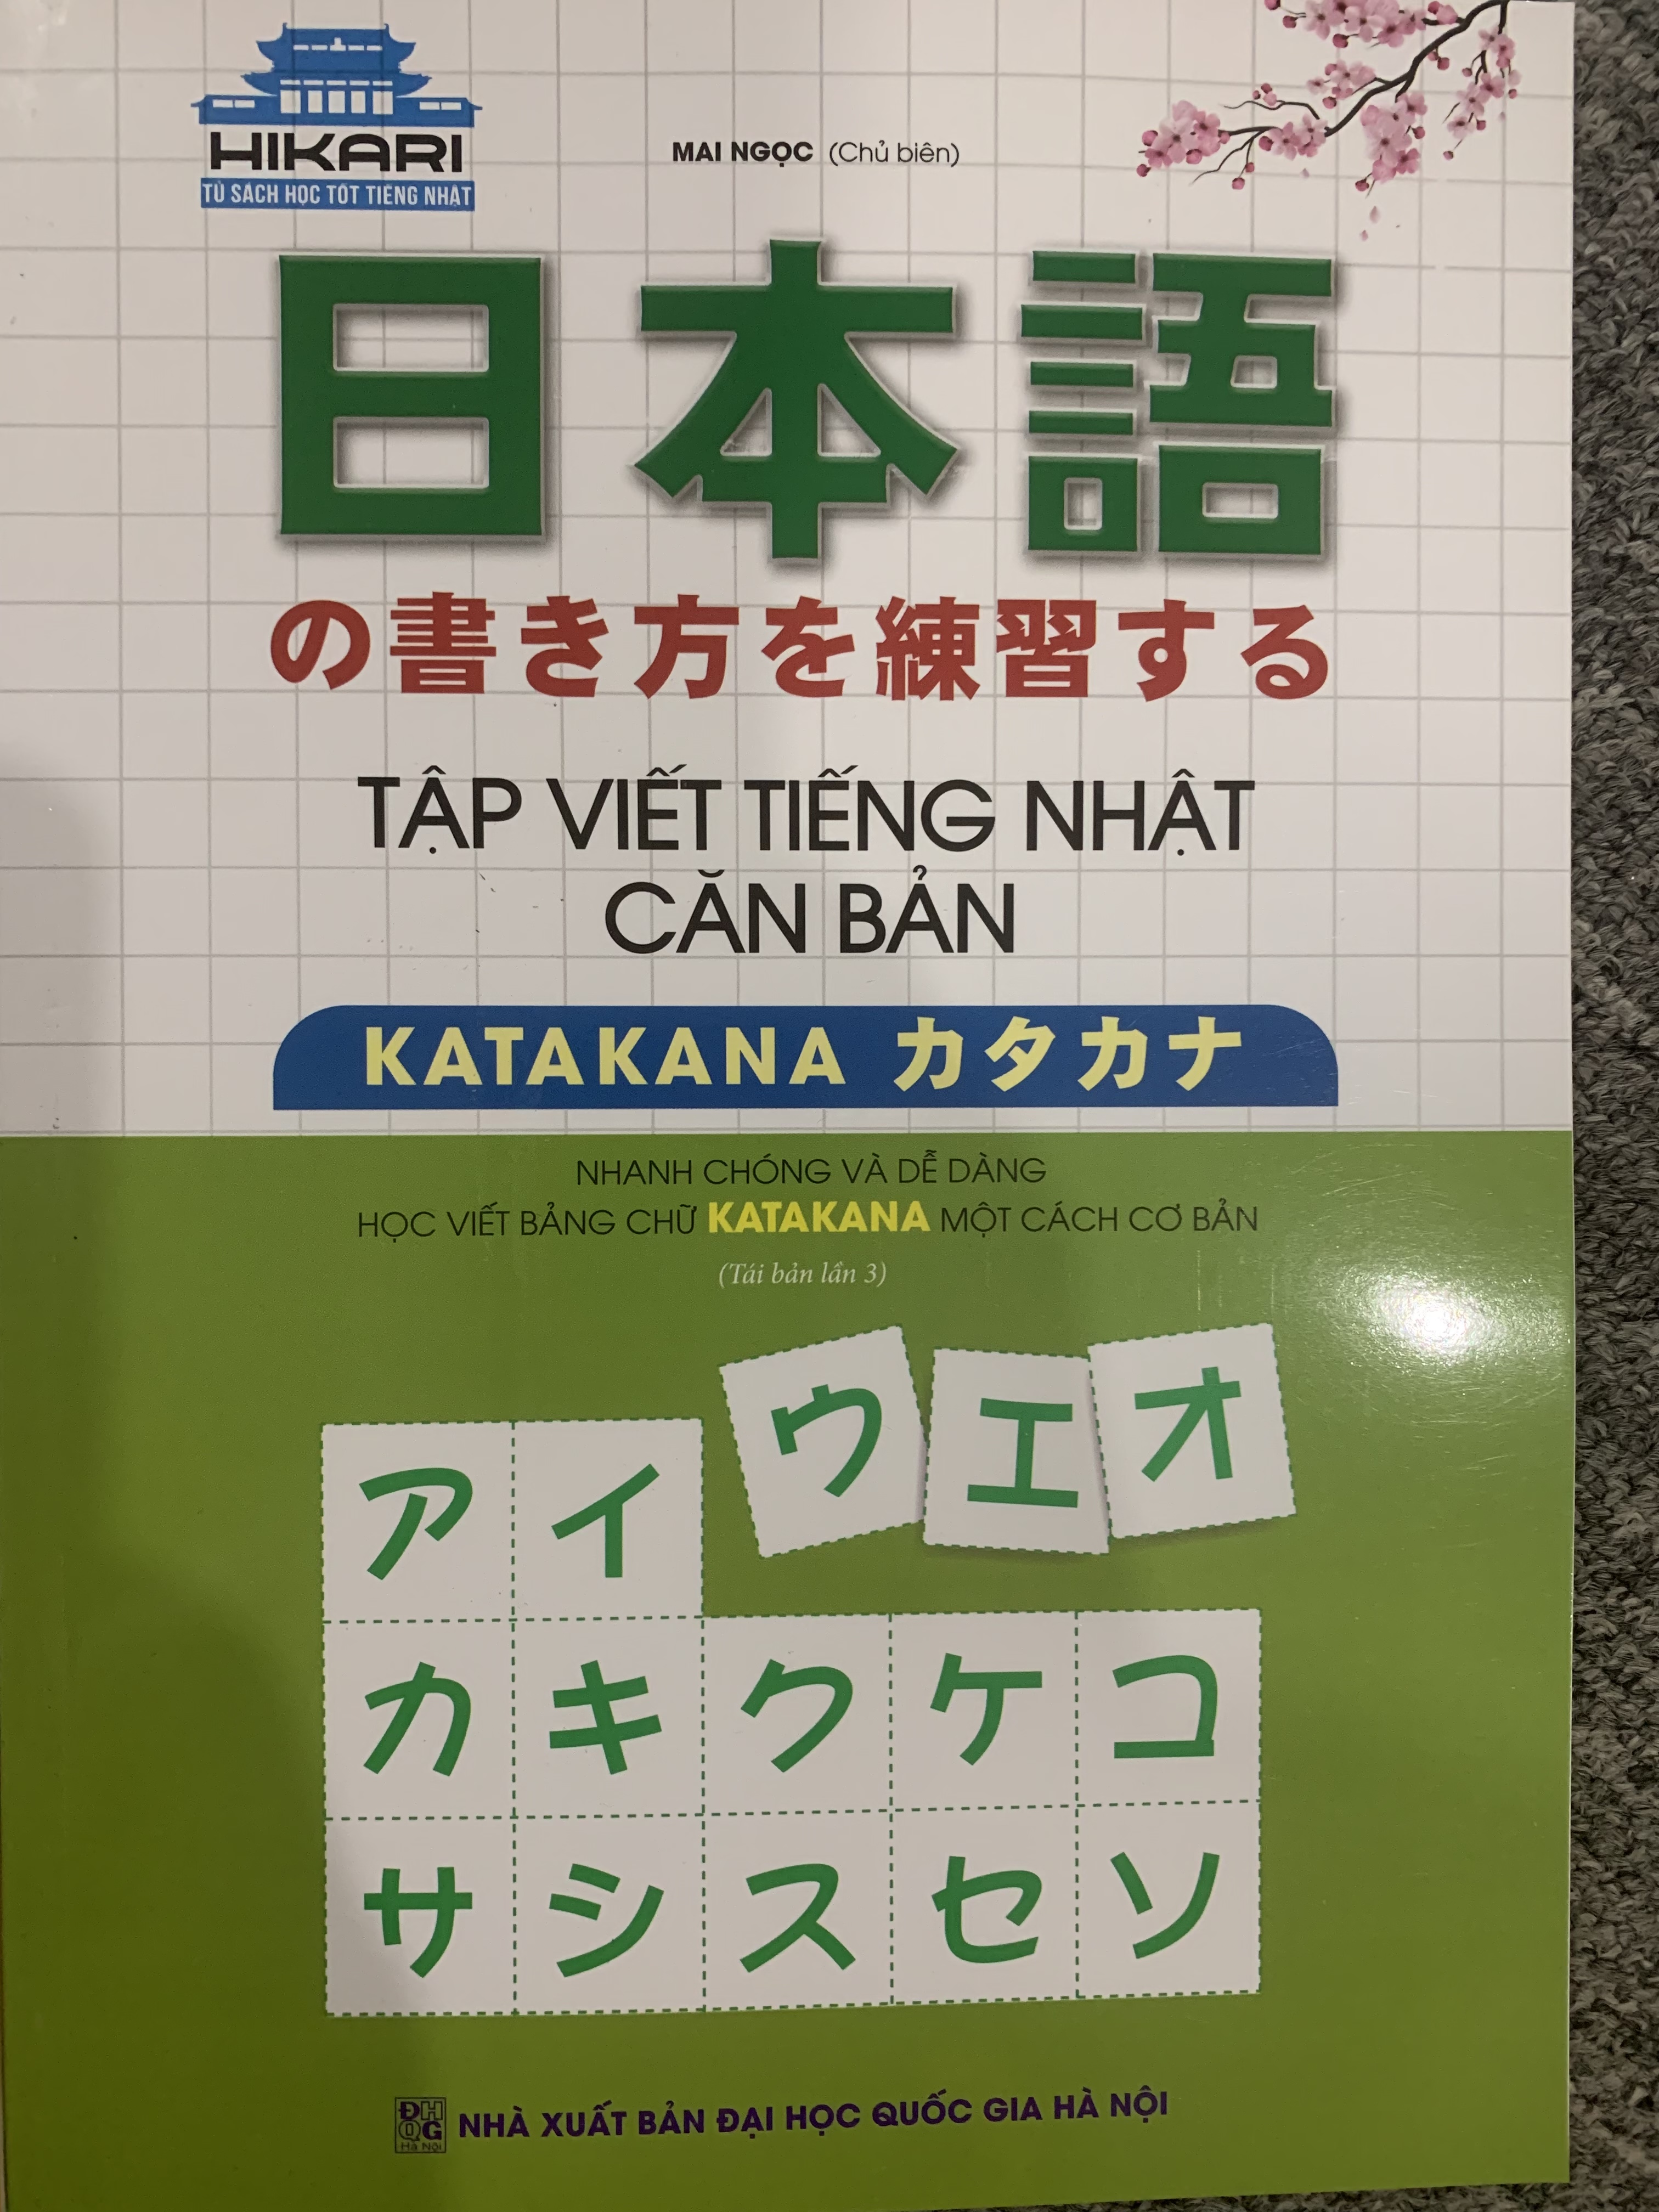 HIKARI
TỦ SÁCH HỌC TỐT TIẾNG NHẬT
MAI NGỌC (Chủ biên)
日本語
の書き方を練習する
TẬP VIẾT TIẾNG NHẬT
CĂN BẢN
KATAKANA カタカナ
NHANH CHÓNG VÀ DỄ DÀNG
HỌC VIẾT BẢNG CHỮ KATAKANA MỘT CÁCH CƠ BẢN
(Tái bản lần 3)
ア イ ウ エ オ
カ キ ク ケ コ
サ シ ス セ ソ
ĐH
QG
Hà Nội
NHÀ XUẤT BẢN ĐẠI HỌC QUỐC GIA HÀ NỘI